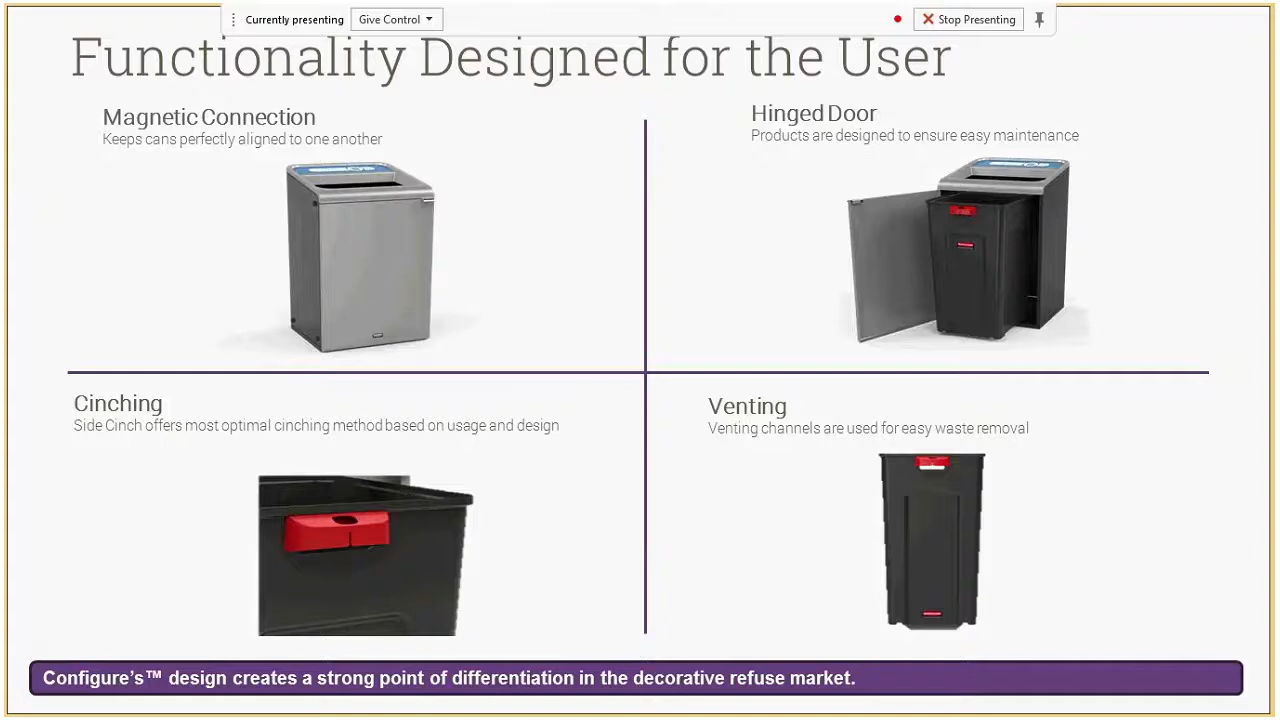 Currently presenting
Give Control
Stop Presenting
Functionality Designed for the User
Magnetic Connection
Keeps cans perfectly aligned to one another
Hinged Door
Products are designed to ensure easy maintenance
Cinching
Side Cinch offers most optimal cinching method based on usage and design
Venting
Venting channels are used for easy waste removal
Configure's™ design creates a strong point of differentiation in the decorative refuse market.